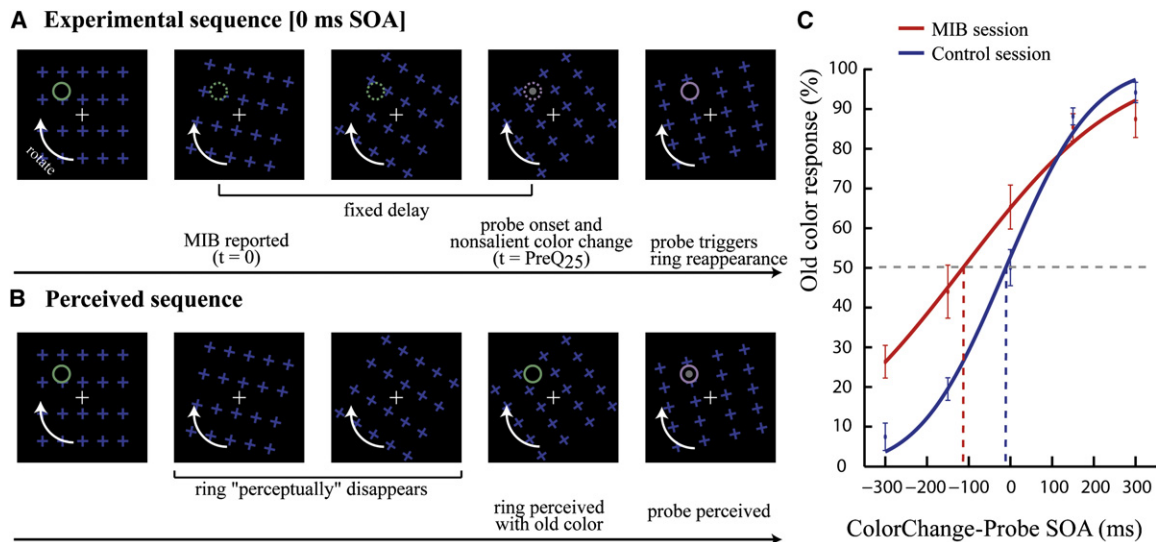 A Experimental sequence [0 ms SOA]
rotate
fixed delay
MIB reported
(t = 0)
probe onset and
nonsalient color change
(t = PreQ25)
probe triggers
ring reappearance
B Perceived sequence
ring "perceptually" disappears
ring perceived
with old color
probe perceived
C
MIB session
Control session
Old color response (%)
100
90
80
70
60
50
40
30
20
10
0
−300 −200 −100 0 100 200 300
ColorChange-Probe SOA (ms)